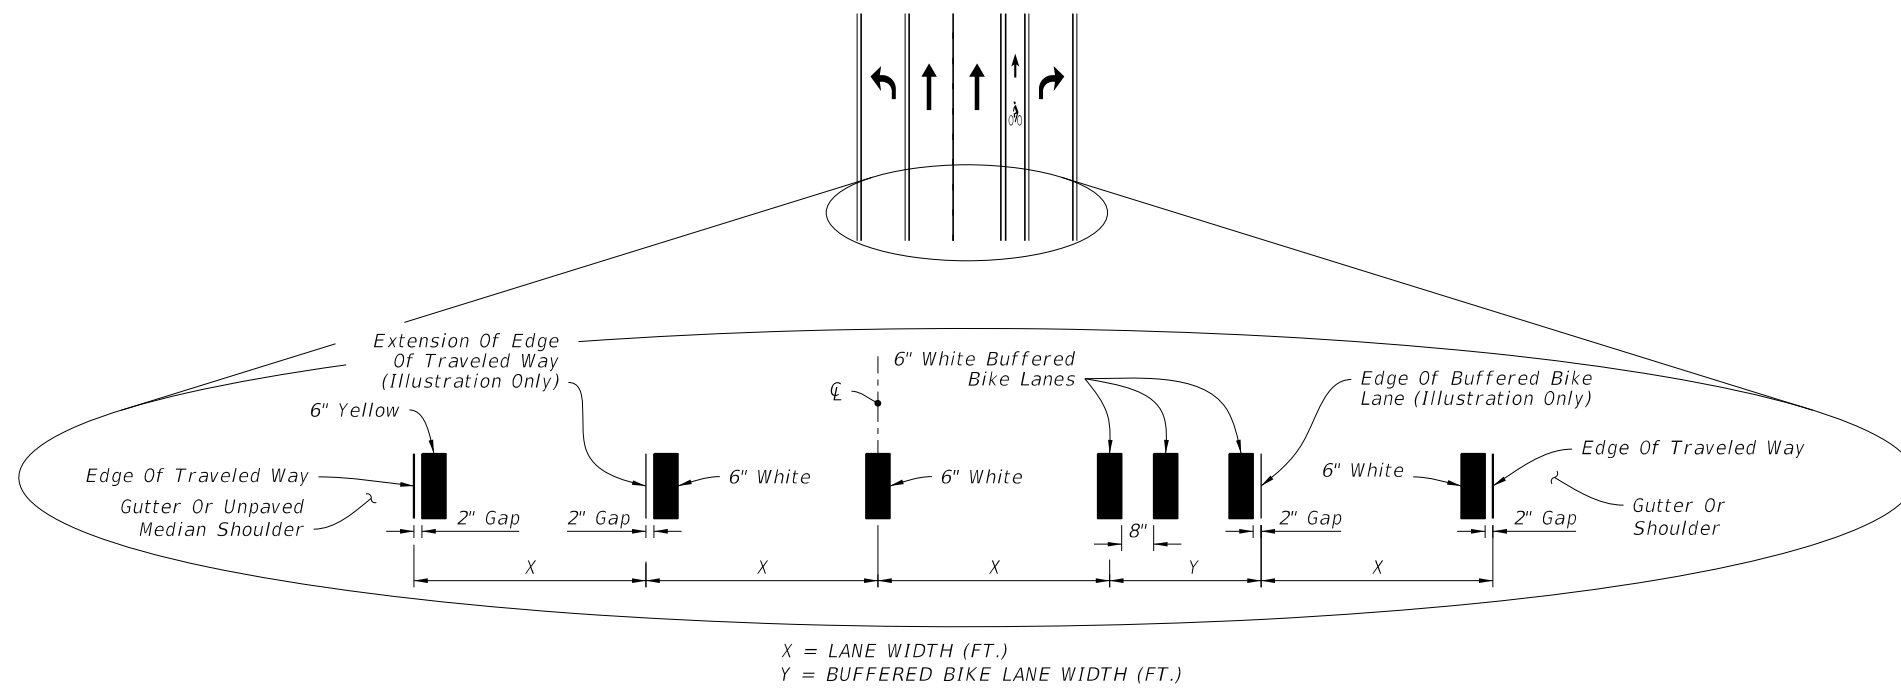 Extension Of Edge
Of Traveled Way
(Illustration Only)
6" White Buffered
Bike Lanes
℄
Edge Of Buffered Bike
Lane (Illustration Only)
6" Yellow
Edge Of Traveled Way
Gutter Or Unpaved
Median Shoulder
6" White
6" White
6" White
Edge Of Traveled Way
Gutter Or
Shoulder
2" Gap
2" Gap
8"
2" Gap
2" Gap
X
X
X
Y
X
X = LANE WIDTH (FT.)
Y = BUFFERED BIKE LANE WIDTH (FT.)